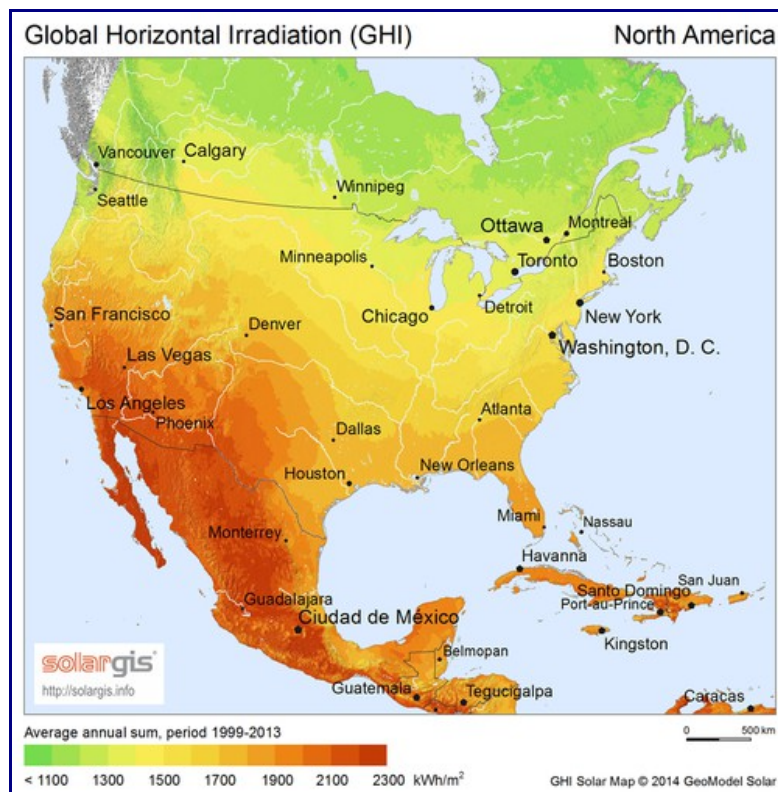 Global Horizontal Irradiation (GHI) North America
Vancouver
Calgary
Seattle
Winnipeg
Ottawa
Montreal
Minneapolis
Toronto
Boston
Chicago
Detroit
San Francisco
Denver
New York
Las Vegas
Washington, D. C.
Los Angeles
Phoenix
Atlanta
Dallas
Houston
New Orleans
Miami
Nassau
Monterrey
Havanna
Santo Domingo
San Juan
Guadalajara
Port-au-Prince
Ciudad de México
Kingston
Belmopan
solargis
http://solargis.info
Guatemala
Tegucigalpa
Caracas
Average annual sum, period 1999-2013
0 500 km
< 1100 1300 1500 1700 1900 2100 2300 kWh/m²
GHI Solar Map © 2014 GeoModel Solar